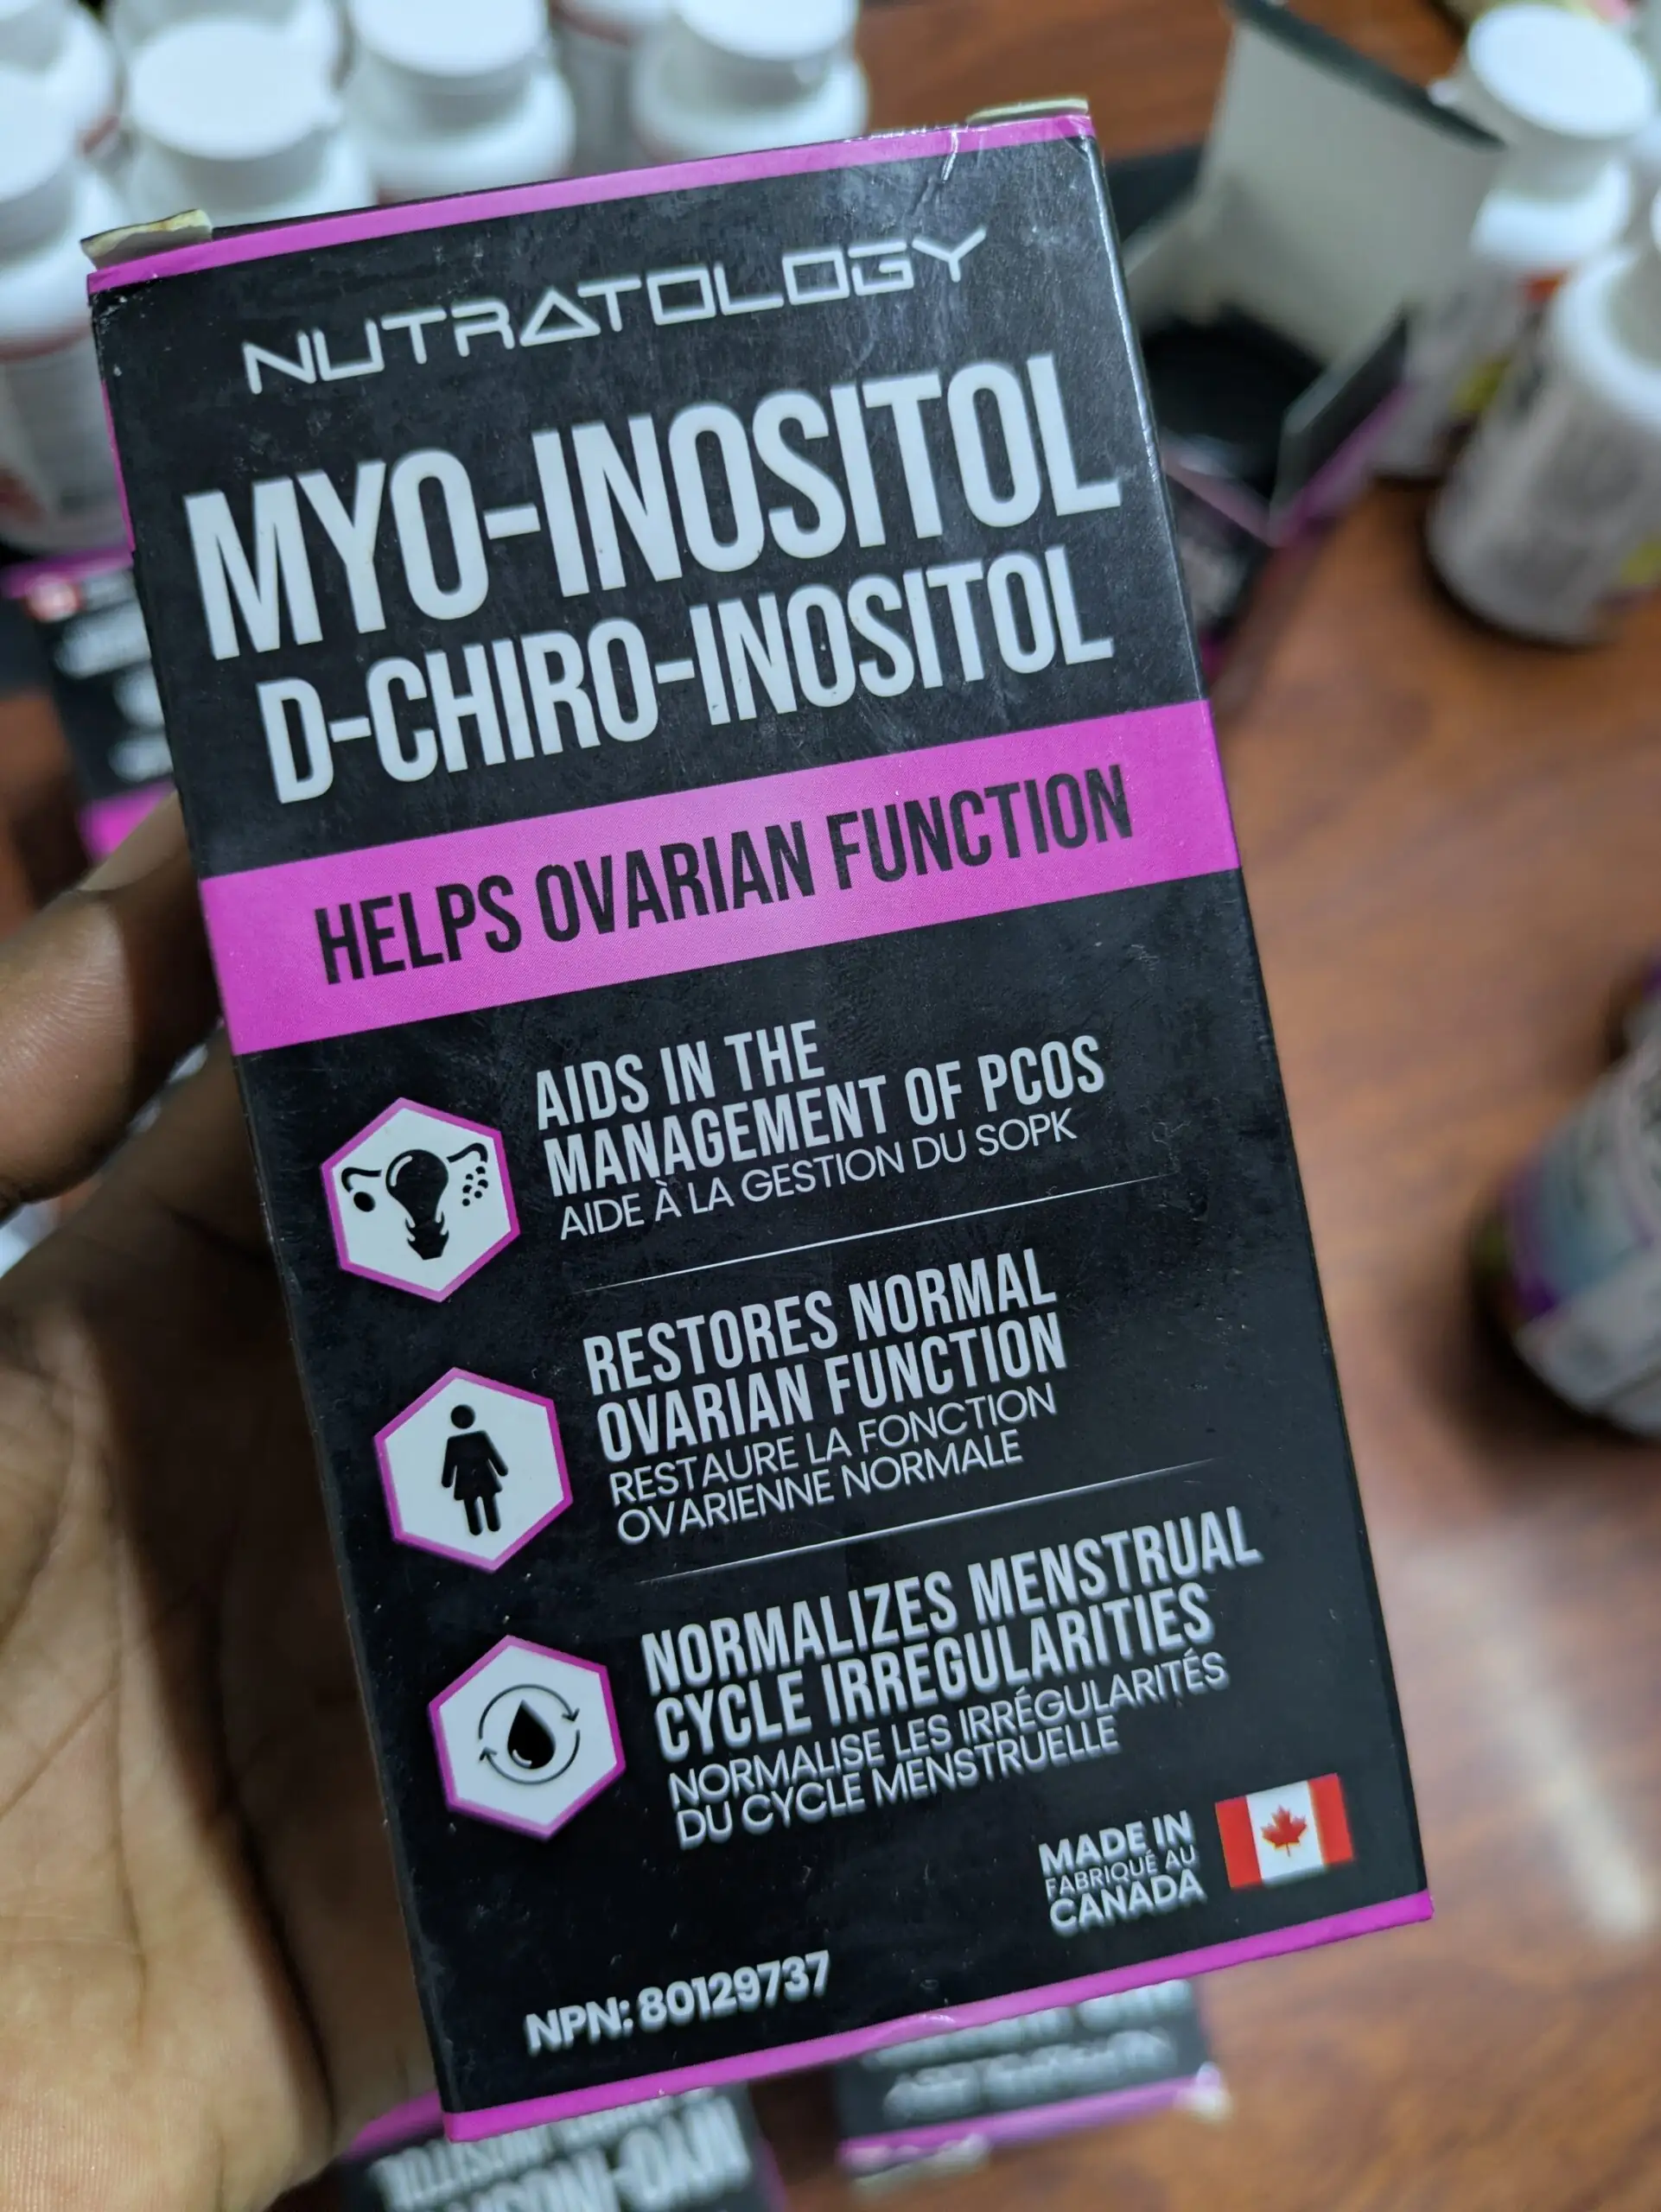 NUTRATOLOGY
MYO-INOSITOL
D-CHIRO-INOSITOL
HELPS OVARIAN FUNCTION
AIDS IN THE
MANAGEMENT OF PCOS
AIDE À LA GESTION DU SOPK
RESTORES NORMAL
OVARIAN FUNCTION
RESTAURE LA FONCTION
OVARIENNE NORMALE
NORMALIZES MENSTRUAL
CYCLE IRREGULARITIES
NORMALISE LES IRRÉGULARITÉS
DU CYCLE MENSTRUELLE
MADE IN
FABRIQUÉ AU
CANADA
NPN: 80129737
MYO-INOSITOL